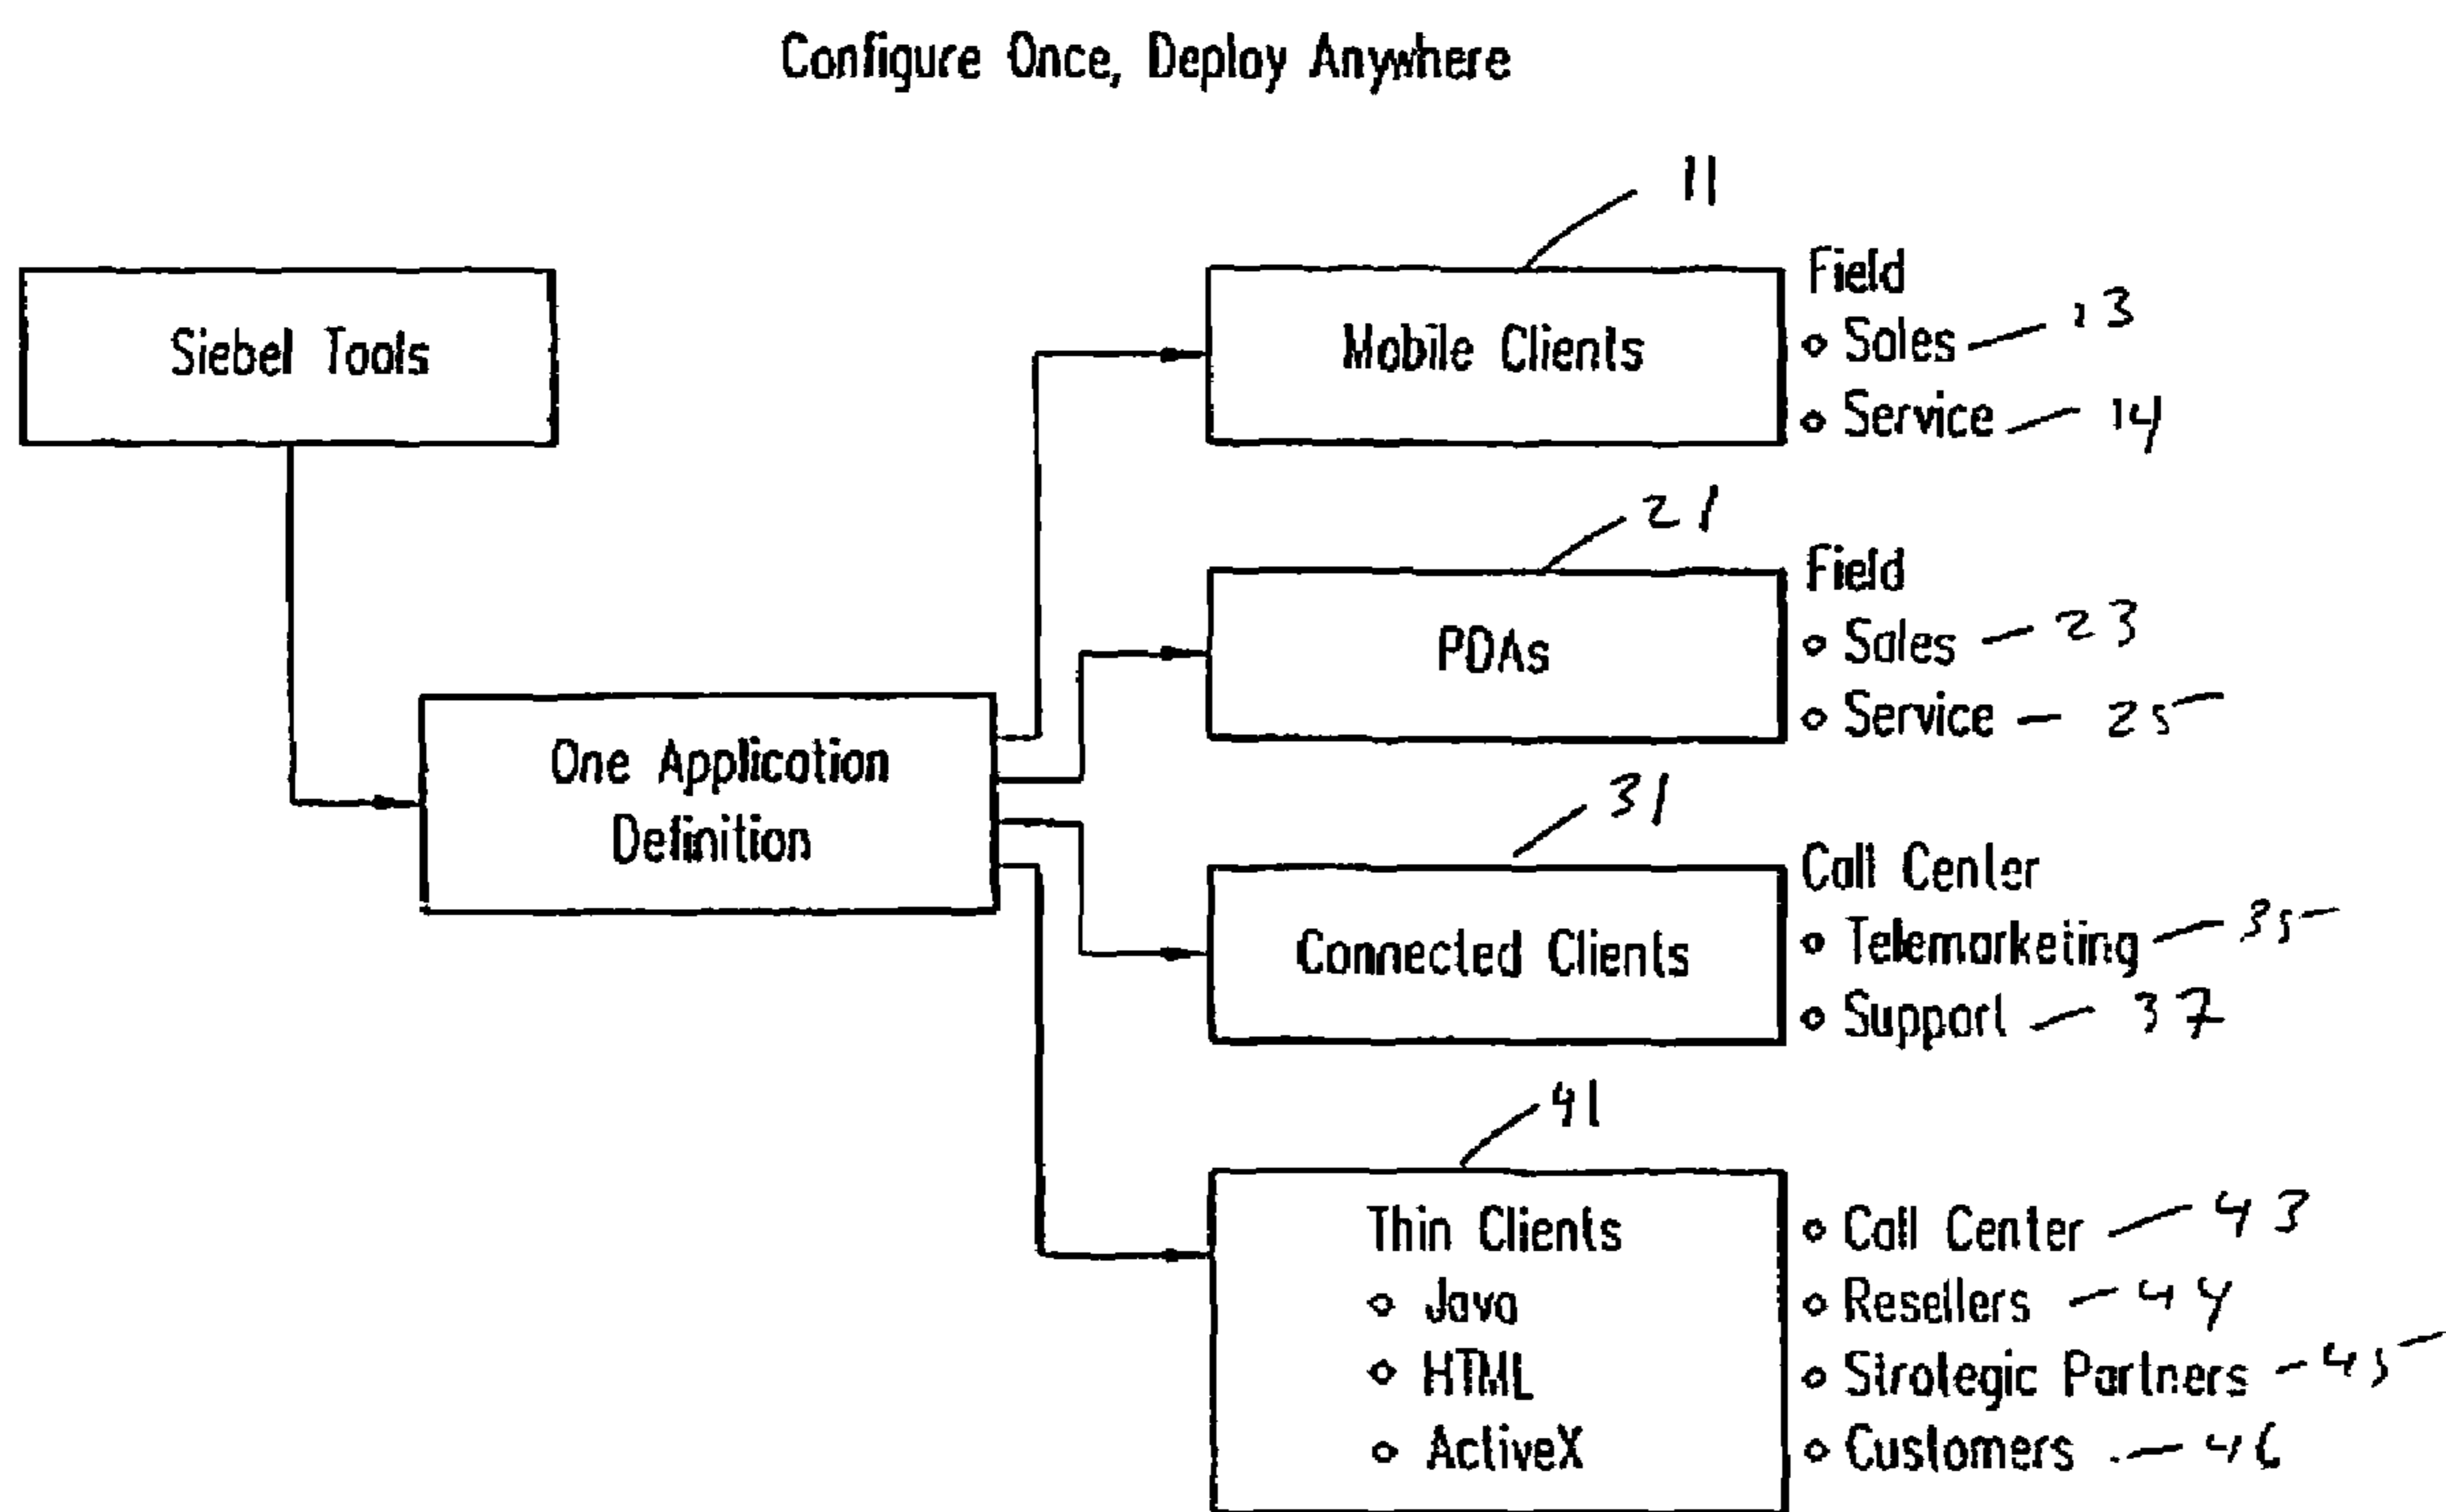 Configure Once, Deploy Anywhere
11
Siebel Tools
Mobile Clients
Field
Sales 13
Service 14
21
PDAs
Field
Sales 23
Service 25
One Application
Definition
31
Connected Clients
Call Center
Telemarketing 35
Support 37
41
Thin Clients
Java
HTML
ActiveX
Call Center 43
Resellers 44
Strategic Partners 45
Customers 46